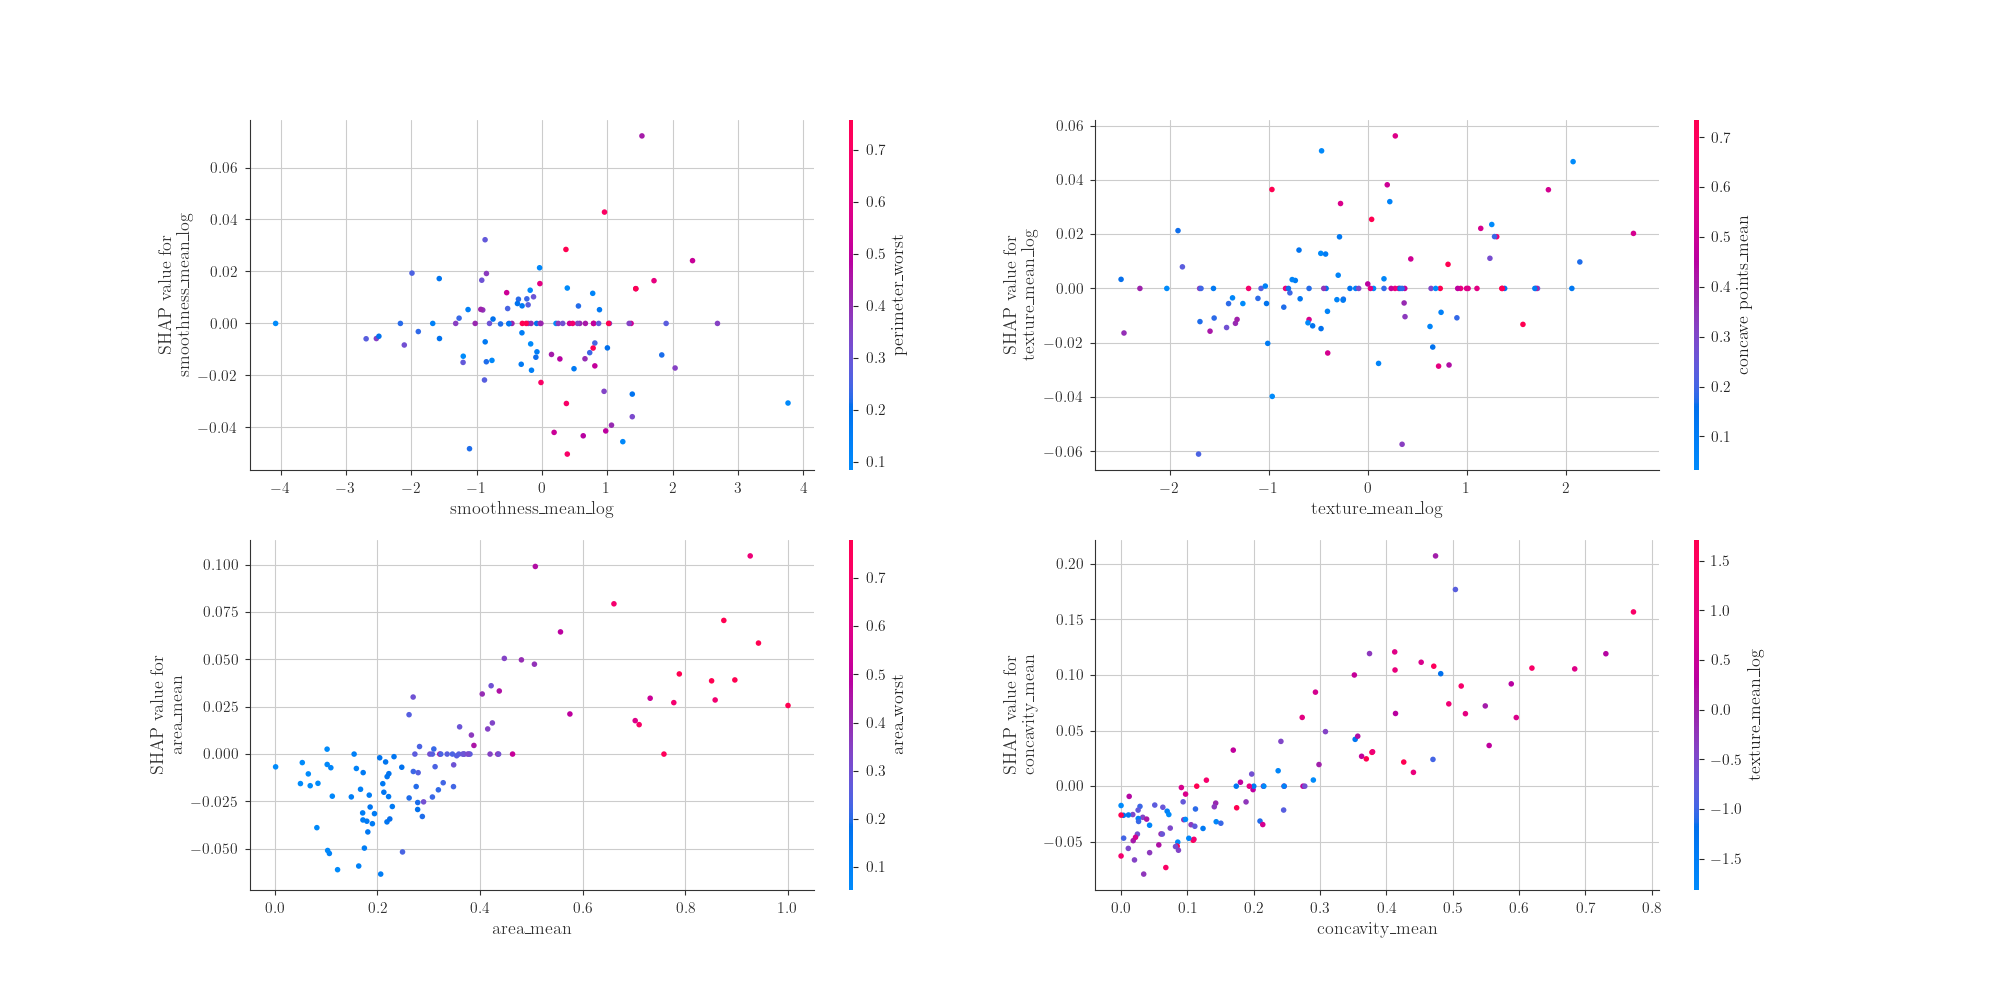 SHAP value for
smoothness_mean_log
0.06
0.04
0.02
0.00
−0.02
−0.04
−4 −3 −2 −1 0 1 2 3 4
smoothness_mean_log
0.7
0.6
0.5
0.4
0.3
0.2
0.1
perimeter_worst
SHAP value for
texture_mean_log
0.06
0.04
0.02
0.00
−0.02
−0.04
−0.06
−2 −1 0 1 2
texture_mean_log
0.7
0.6
0.5
0.4
0.3
0.2
0.1
concave points_mean
SHAP value for
area_mean
0.100
0.075
0.050
0.025
0.000
−0.025
−0.050
0.0 0.2 0.4 0.6 0.8 1.0
area_mean
0.7
0.6
0.5
0.4
0.3
0.2
0.1
area_worst
SHAP value for
concavity_mean
0.20
0.15
0.10
0.05
0.00
−0.05
0.0 0.1 0.2 0.3 0.4 0.5 0.6 0.7 0.8
concavity_mean
1.5
1.0
0.5
0.0
−0.5
−1.0
−1.5
texture_mean_log